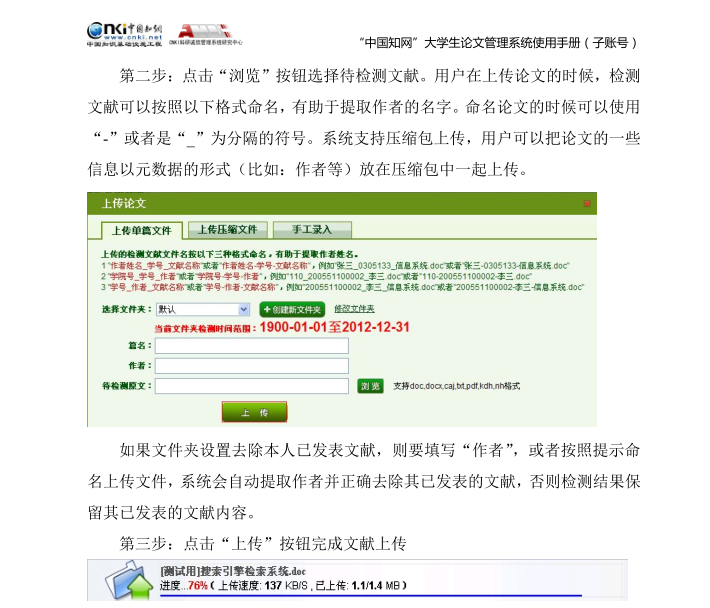 Cnki中国知网
www.cnki.net
中国知识基础设施工程
CNKI科研诚信管理系统研究中心
“中国知网”大学生论文管理系统使用手册（子账号）
第二步：点击“浏览”按钮选择待检测文献。用户在上传论文的时候，检测
文献可以按照以下格式命名，有助于提取作者的名字。命名论文的时候可以使用
“-”或者是“_”为分隔的符号。系统支持压缩包上传，用户可以把论文的一些
信息以元数据的形式（比如：作者等）放在压缩包中一起上传。
上传论文
上传单篇文件 上传压缩文件 手工录入
上传的检测文献文件名按以下三种格式命名，有助于提取作者姓名。
1 "作者姓名_学号_文献名称"或者"作者姓名-学号-文献名称"，例如"张三_0305133_信息系统.doc"或者"张三-0305133-信息系统.doc"
2 "学院号_学号_作者"或者"学院号-学号-作者"，例如"110_200551100002_李三.doc"或者"110-200551100002-李三.doc"
3 "学号_作者_文献名称"或者"学号-作者-文献名称"，例如"200551100002_李三_信息系统.doc"或者"200551100002-李三-信息系统.doc"
选择文件夹： 默认 创建新文件夹 修改文件夹
当前文件夹检测时间范围：1900-01-01至2012-12-31
篇名：
作者：
待检测原文： 浏 览 支持doc,docx,caj,txt,pdf,kdh,nh格式
上 传
如果文件夹设置去除本人已发表文献，则要填写“作者”，或者按照提示命
名上传文件，系统会自动提取作者并正确去除其已发表的文献，否则检测结果保
留其已发表的文献内容。
第三步：点击“上传”按钮完成文献上传
[测试用]搜索引擎检索系统.doc
进度...76% ( 上传速度: 137 KB/S , 已上传: 1.1/1.4 MB )